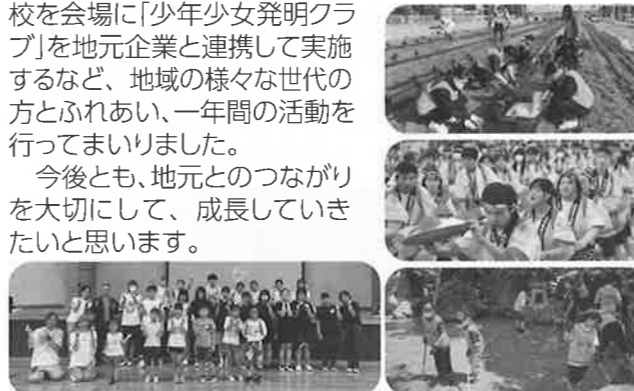 校を会場に「少年少女発明クラ
ブ」を地元企業と連携して実施
するなど、地域の様々な世代の
方とふれあい、一年間の活動を
行ってまいりました。
　今後とも、地元とのつながり
を大切にして、成長していき
たいと思います。